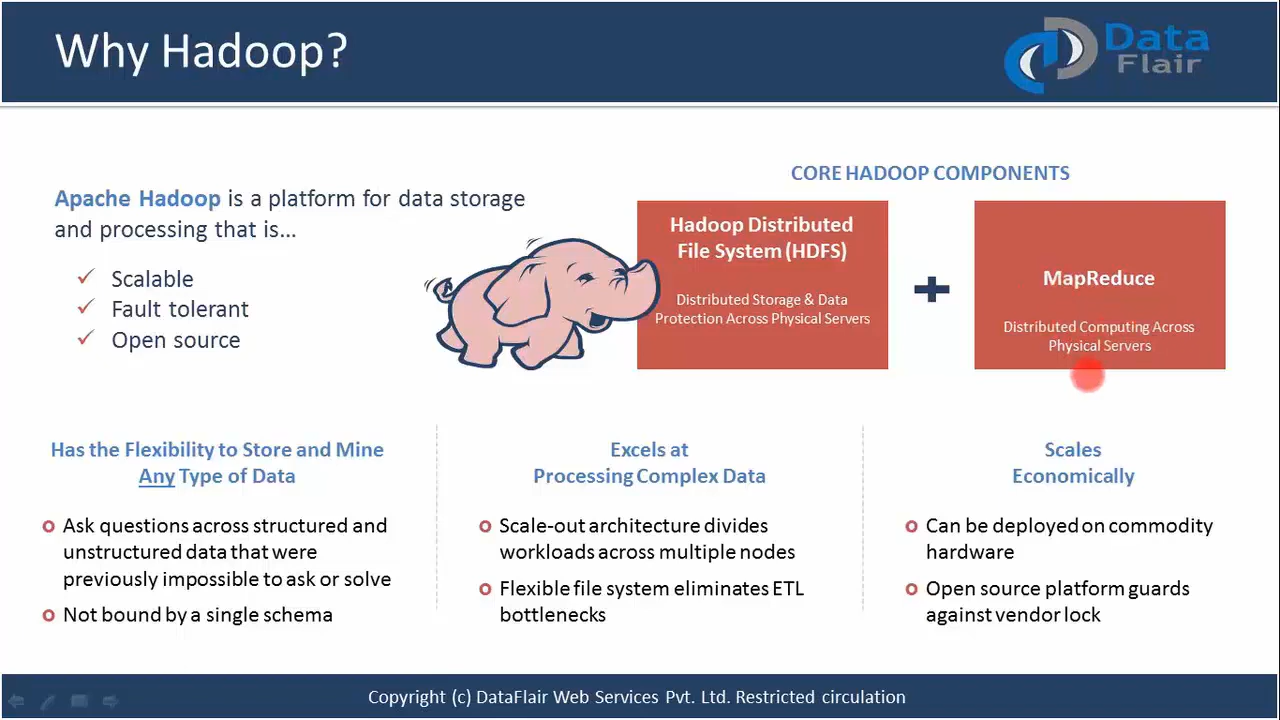 Why Hadoop?
Data
Flair
Apache Hadoop is a platform for data storage
and processing that is...
Scalable
Fault tolerant
Open source
CORE HADOOP COMPONENTS
Hadoop Distributed
File System (HDFS)
Distributed Storage & Data
Protection Across Physical Servers
MapReduce
Distributed Computing Across
Physical Servers
Has the Flexibility to Store and Mine
Any Type of Data
Ask questions across structured and
unstructured data that were
previously impossible to ask or solve
Not bound by a single schema
Excels at
Processing Complex Data
Scale-out architecture divides
workloads across multiple nodes
Flexible file system eliminates ETL
bottlenecks
Scales
Economically
Can be deployed on commodity
hardware
Open source platform guards
against vendor lock
Copyright (c) DataFlair Web Services Pvt. Ltd. Restricted circulation